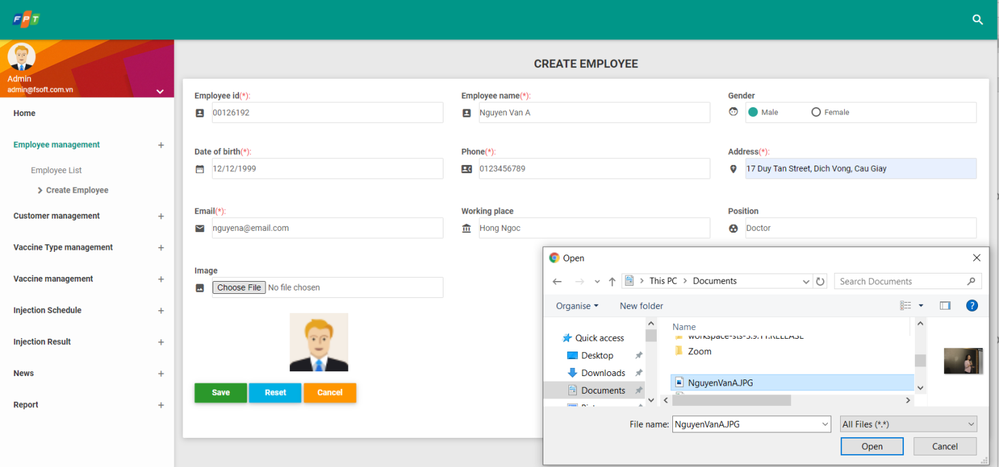 FPT
Admin
admin@fsoft.com.vn
Home
Employee management +
Employee List
Create Employee
Customer management +
Vaccine Type management +
Vaccine management +
Injection Schedule +
Injection Result +
News +
Report +
CREATE EMPLOYEE
Employee id(*): Employee name(*): Gender
00126192 Nguyen Van A Male Female
Date of birth(*): Phone(*): Address(*):
12/12/1999 0123456789 17 Duy Tan Street, Dich Vong, Cau Giay
Email(*): Working place Position
nguyena@email.com Hong Ngoc Doctor
Image
Choose File No file chosen
Save Reset Cancel
Open
This PC > Documents Search Documents
Organise New folder ?
Quick access
Desktop
Downloads
Documents
Name
workspace-sts-3.9.11.RELEASE
Zoom
NguyenVanA.JPG
File name: NguyenVanA.JPG All Files (*.*)
Open Cancel